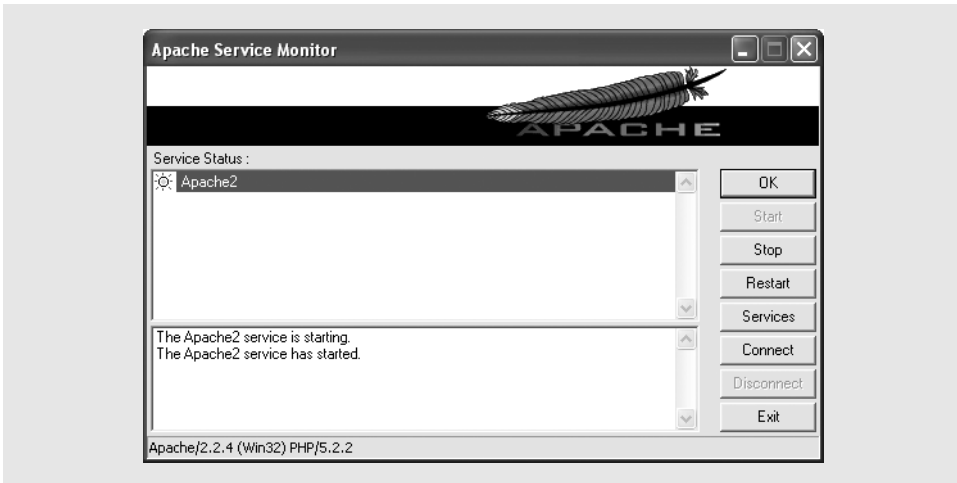 Apache Service Monitor
APACHE
Service Status :
Apache2
OK
Start
Stop
Restart
Services
The Apache2 service is starting.
The Apache2 service has started.
Connect
Disconnect
Exit
Apache/2.2.4 (Win32) PHP/5.2.2